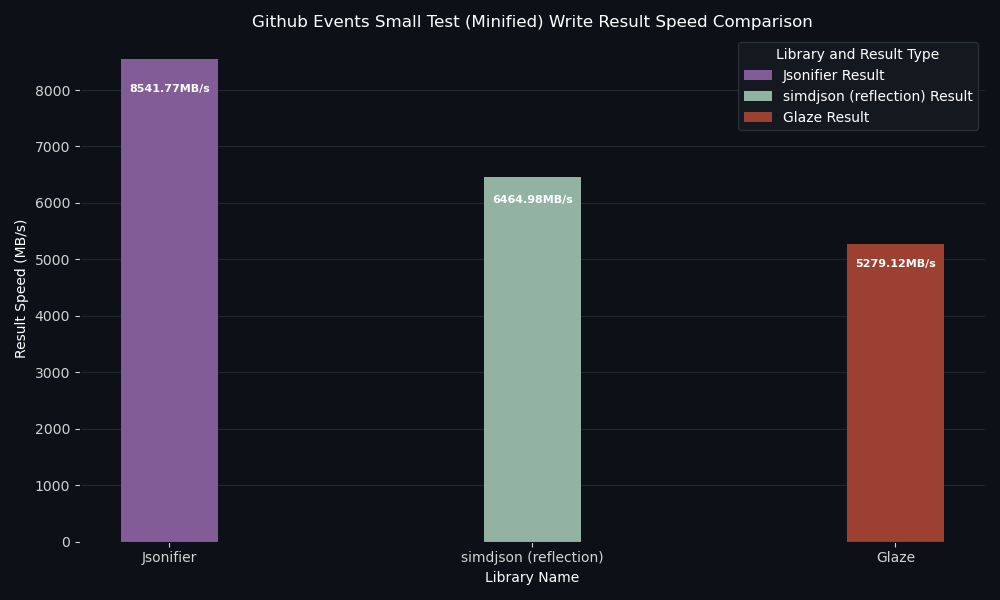 Github Events Small Test (Minified) Write Result Speed Comparison
Library and Result Type
Jsonifier Result
simdjson (reflection) Result
Glaze Result
Result Speed (MB/s)
8000
7000
6000
5000
4000
3000
2000
1000
0
8541.77MB/s
6464.98MB/s
5279.12MB/s
Jsonifier
simdjson (reflection)
Glaze
Library Name